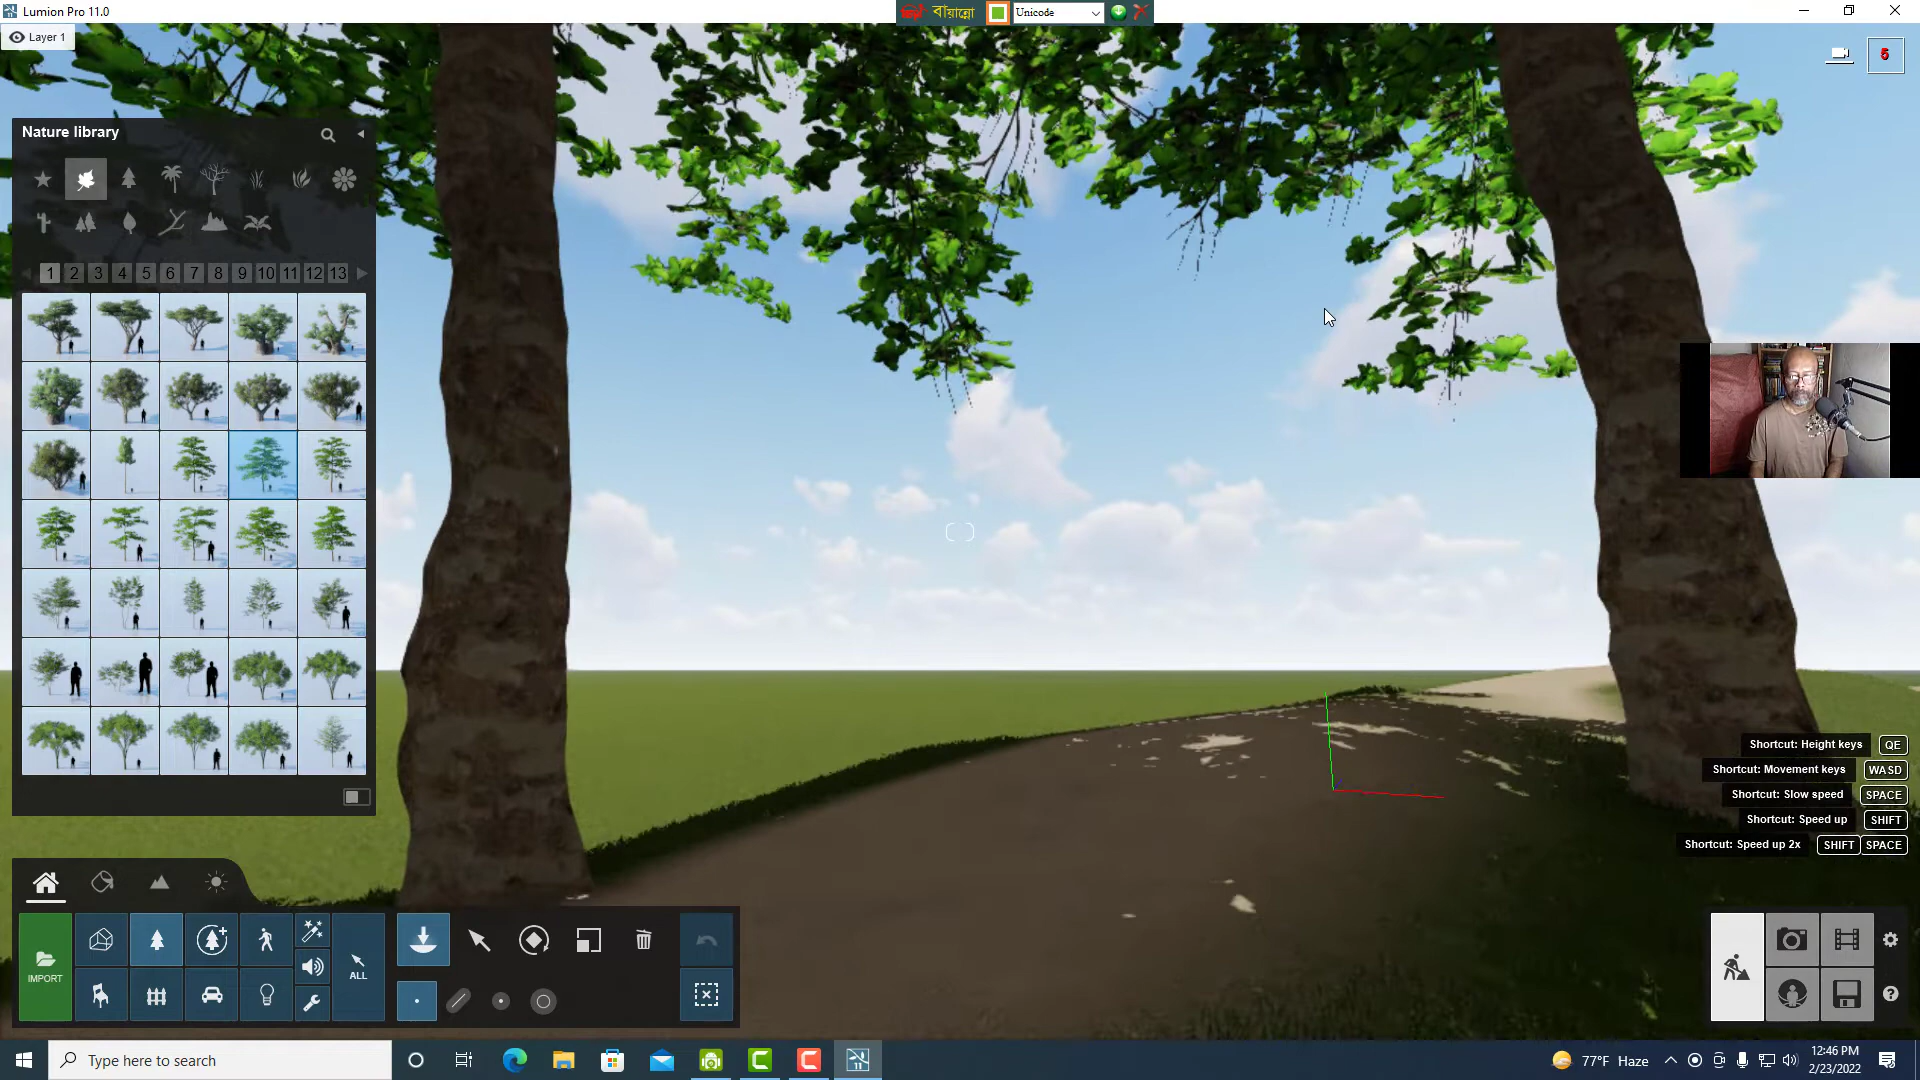 Lumion Pro 11.0
বায়ান্নো
Unicode
Layer 1
5
Nature library
1 2 3 4 5 6 7 8 9 10 11 12 13
Shortcut: Height keys QE
Shortcut: Movement keys WASD
Shortcut: Slow speed SPACE
Shortcut: Speed up SHIFT
Shortcut: Speed up 2x SHIFT SPACE
IMPORT
ALL
Type here to search
77°F Haze
12:46 PM
2/23/2022